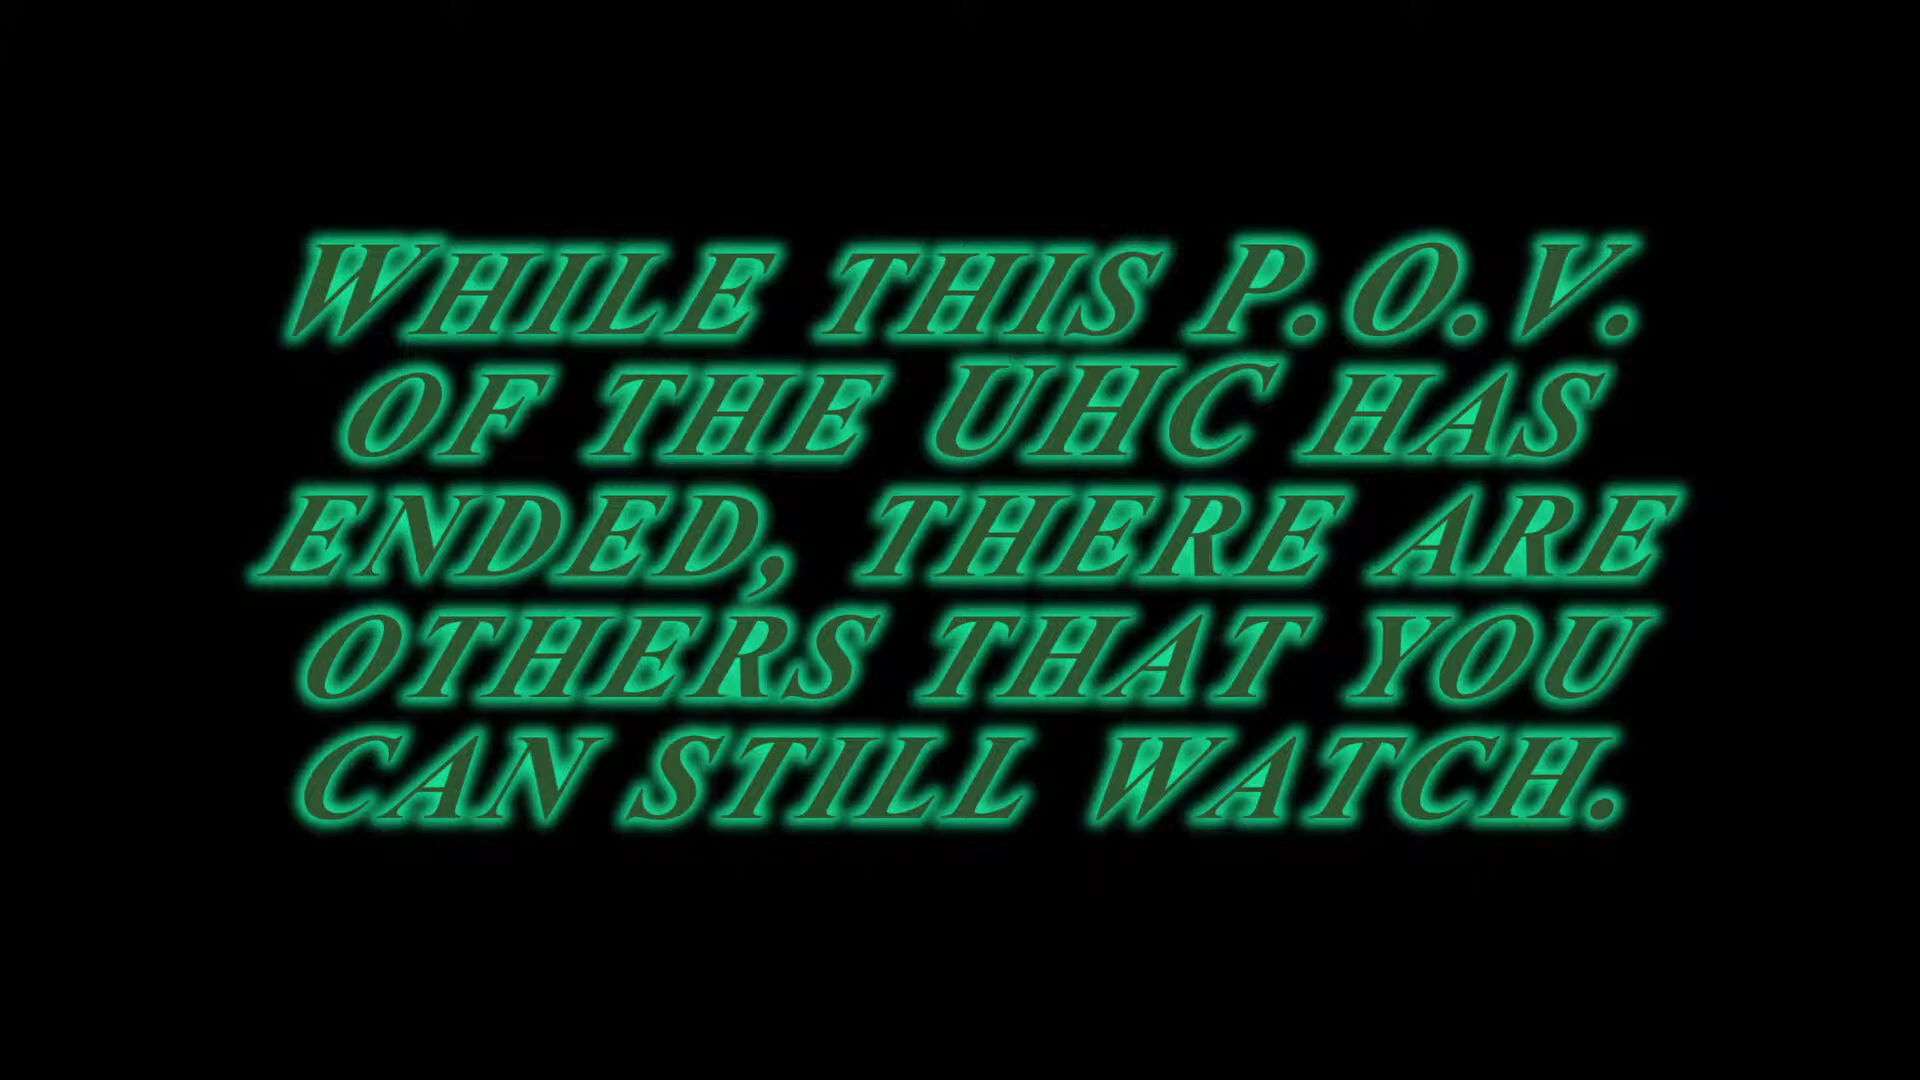 While this P.O.V.
of the UHC has
ended, there are
others that you
can still watch.